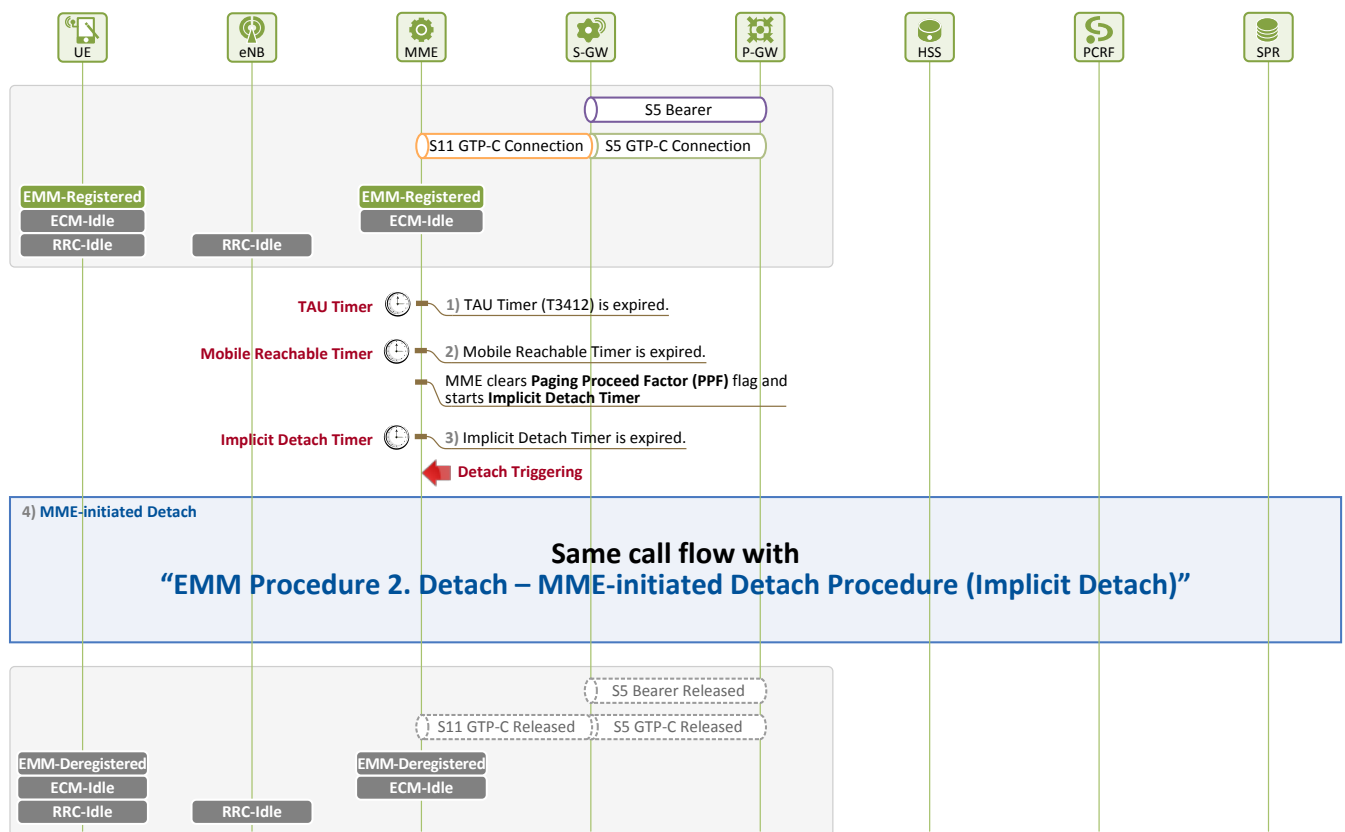 UE eNB MME S-GW P-GW HSS PCRF SPR
S5 Bearer
S11 GTP-C Connection S5 GTP-C Connection
EMM-Registered EMM-Registered
ECM-Idle ECM-Idle
RRC-Idle RRC-Idle
TAU Timer 1) TAU Timer (T3412) is expired.
Mobile Reachable Timer 2) Mobile Reachable Timer is expired.
MME clears Paging Proceed Factor (PPF) flag and
starts Implicit Detach Timer
Implicit Detach Timer 3) Implicit Detach Timer is expired.
Detach Triggering
4) MME-initiated Detach
Same call flow with
“EMM Procedure 2. Detach – MME-initiated Detach Procedure (Implicit Detach)”
S5 Bearer Released
S11 GTP-C Released S5 GTP-C Released
EMM-Deregistered EMM-Deregistered
ECM-Idle ECM-Idle
RRC-Idle RRC-Idle